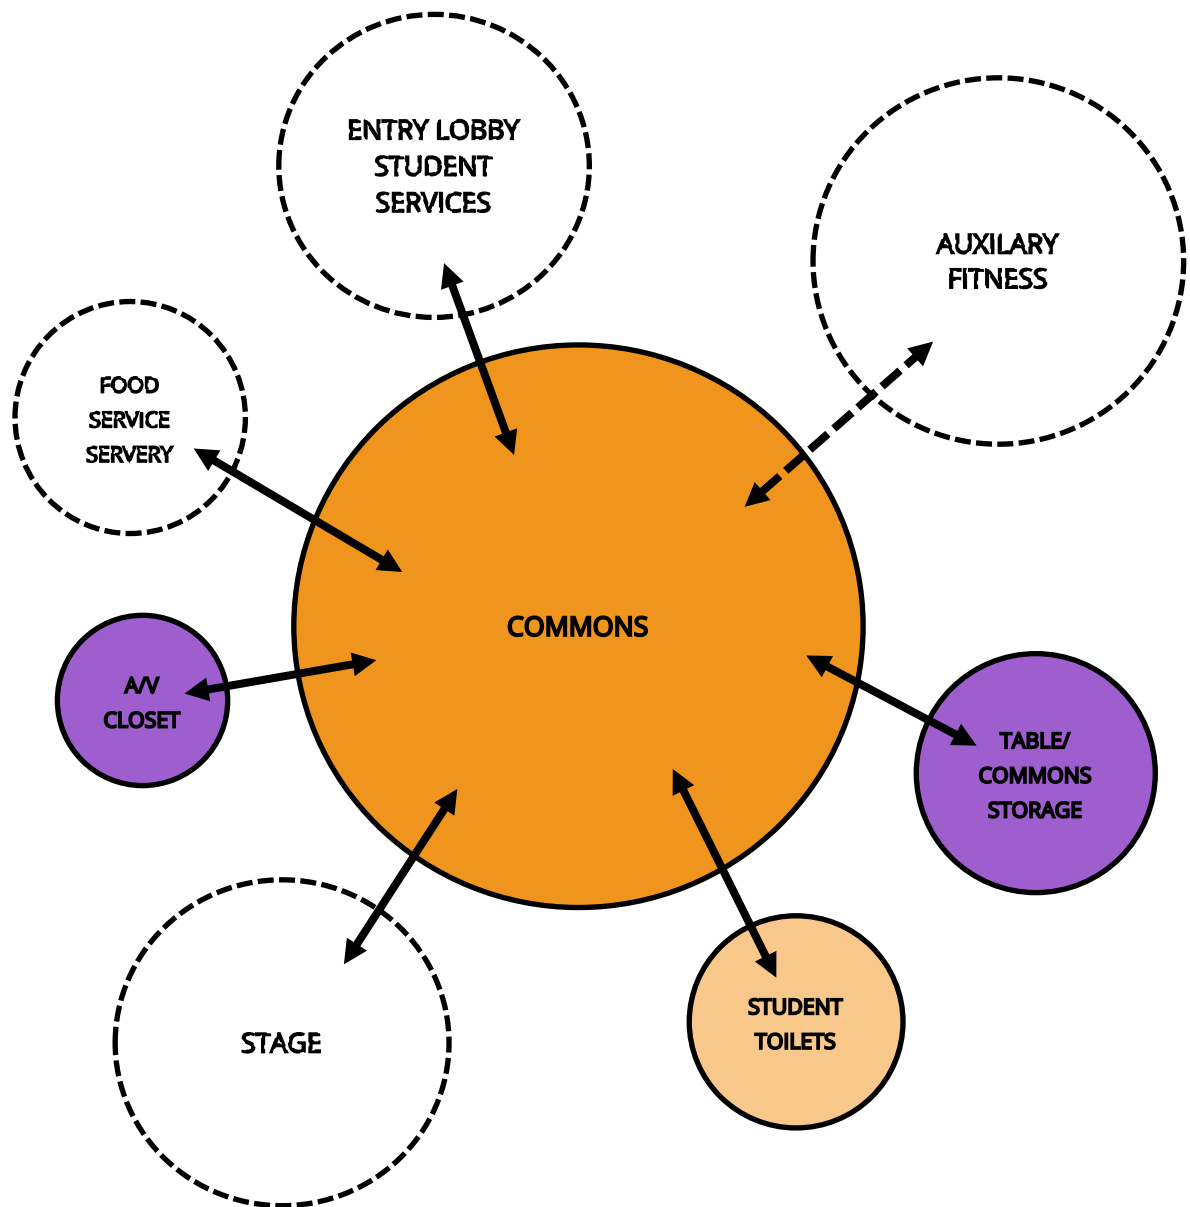 ENTRY LOBBY
STUDENT
SERVICES
AUXILARY
FITNESS
FOOD
SERVICE
SERVERY
COMMONS
A/V
CLOSET
TABLE/
COMMONS
STORAGE
STUDENT
TOILETS
STAGE